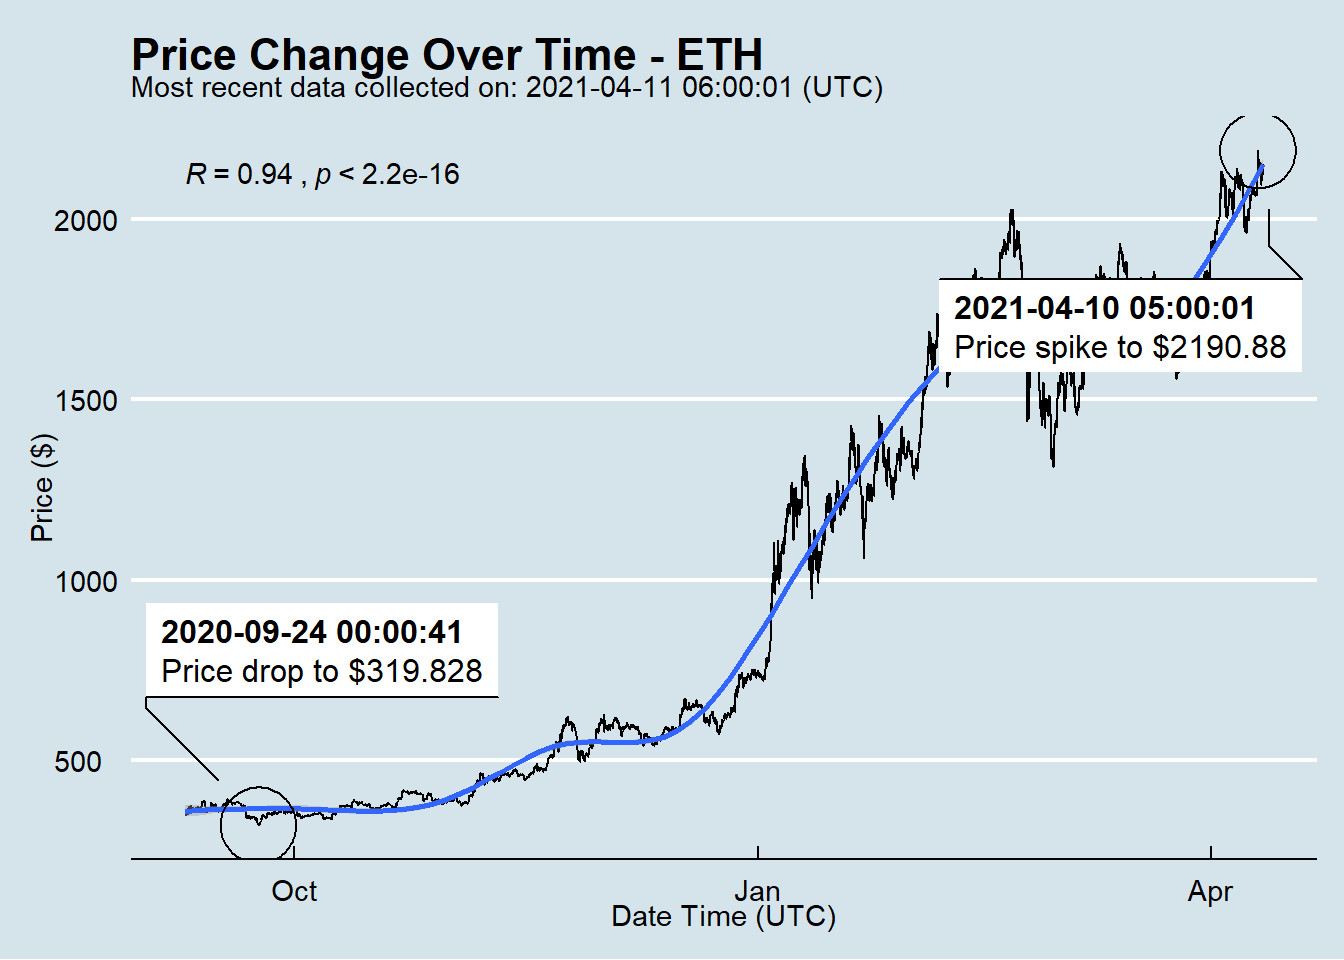 Price Change Over Time - ETH
Most recent data collected on: 2021-04-11 06:00:01 (UTC)
R = 0.94 , p < 2.2e-16
2000
1500
1000
500
Price ($)
2021-04-10 05:00:01
Price spike to $2190.88
2020-09-24 00:00:41
Price drop to $319.828
Oct
Jan
Apr
Date Time (UTC)